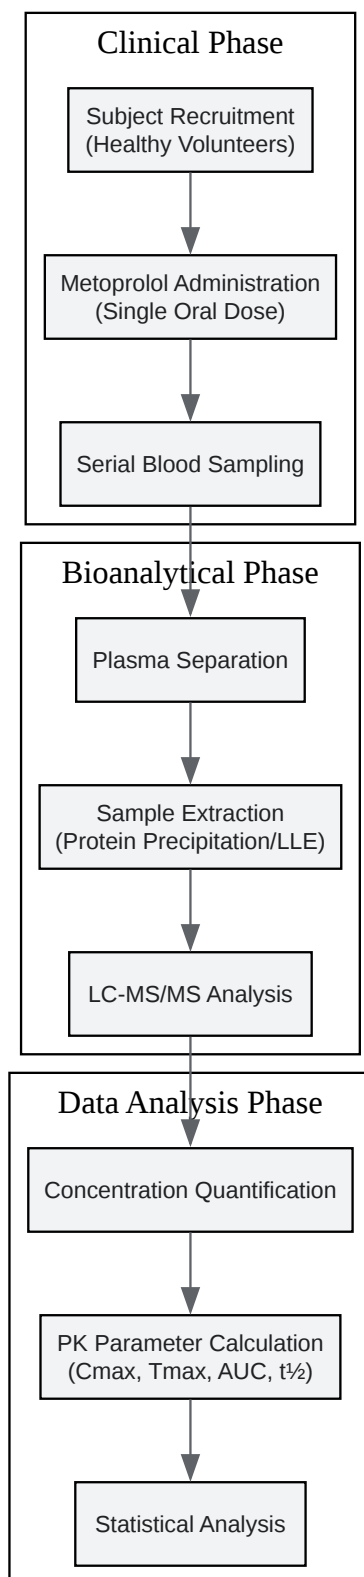 Clinical Phase
Subject Recruitment
(Healthy Volunteers)
Metoprolol Administration
(Single Oral Dose)
Serial Blood Sampling
Bioanalytical Phase
Plasma Separation
Sample Extraction
(Protein Precipitation/LLE)
LC-MS/MS Analysis
Data Analysis Phase
Concentration Quantification
PK Parameter Calculation
(Cmax, Tmax, AUC, t½)
Statistical Analysis